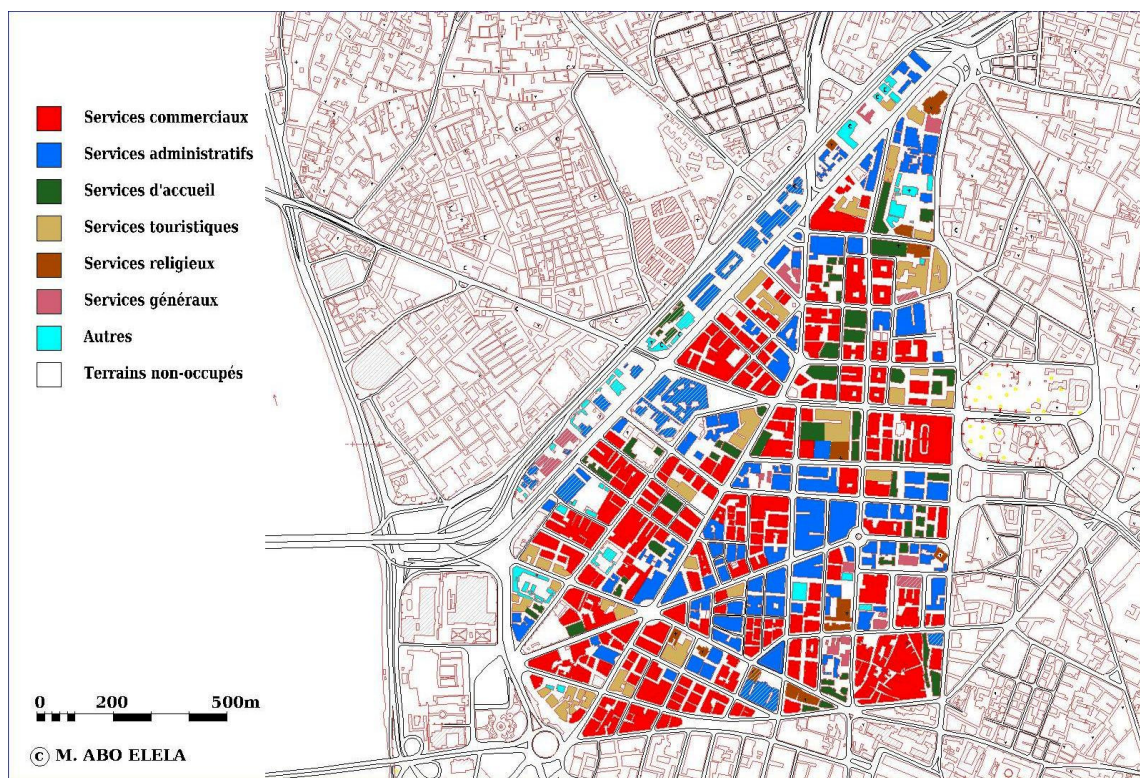 Services commerciaux
Services administratifs
Services d'accueil
Services touristiques
Services religieux
Services généraux
Autres
Terrains non-occupés
0 200 500m
© M. ABO ELELA